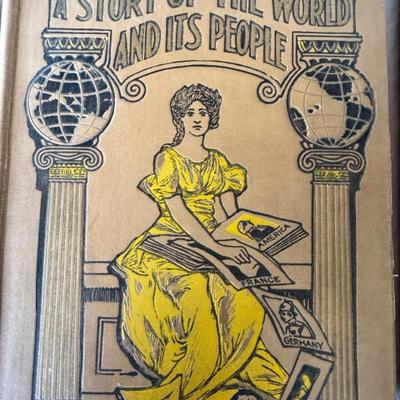 A STORY OF THE WORLD
AND ITS PEOPLE
AMERICA
FRANCE
GERMANY